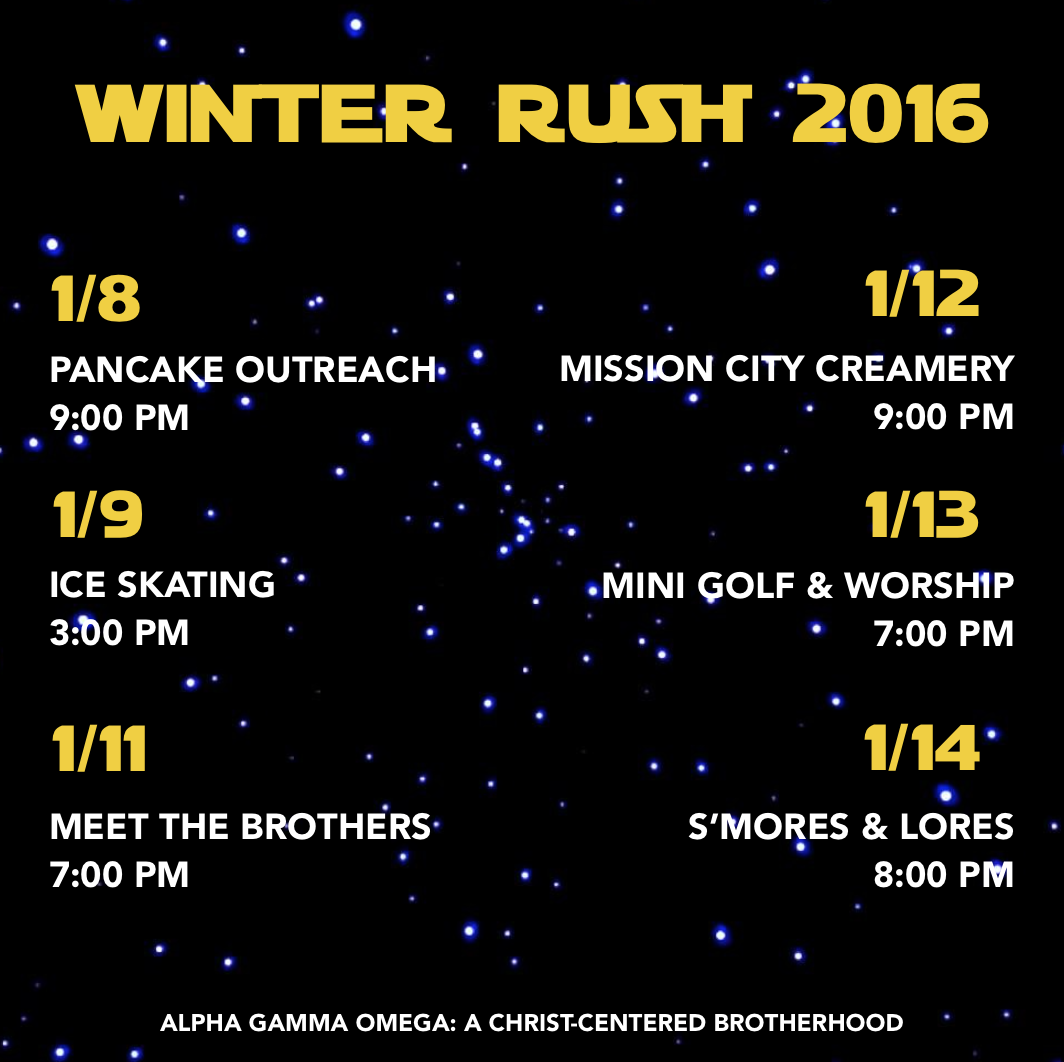 WINTER RUSH 2016
1/8
PANCAKE OUTREACH
9:00 PM
1/9
ICE SKATING
3:00 PM
1/11
MEET THE BROTHERS
7:00 PM
1/12
MISSION CITY CREAMERY
9:00 PM
1/13
MINI GOLF & WORSHIP
7:00 PM
1/14
S’MORES & LORES
8:00 PM
ALPHA GAMMA OMEGA: A CHRIST-CENTERED BROTHERHOOD